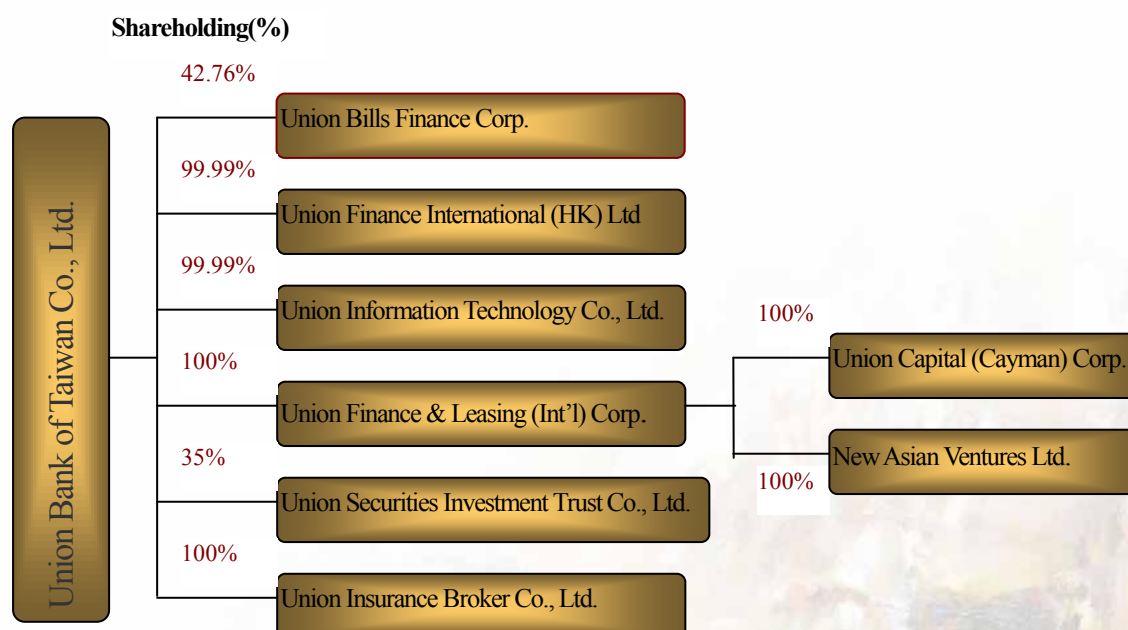 Shareholding(%)
Union Bank of Taiwan Co., Ltd.
42.76%
Union Bills Finance Corp.
99.99%
Union Finance International (HK) Ltd
99.99%
Union Information Technology Co., Ltd.
100%
Union Finance & Leasing (Int’l) Corp.
35%
Union Securities Investment Trust Co., Ltd.
100%
Union Insurance Broker Co., Ltd.
100%
Union Capital (Cayman) Corp.
100%
New Asian Ventures Ltd.